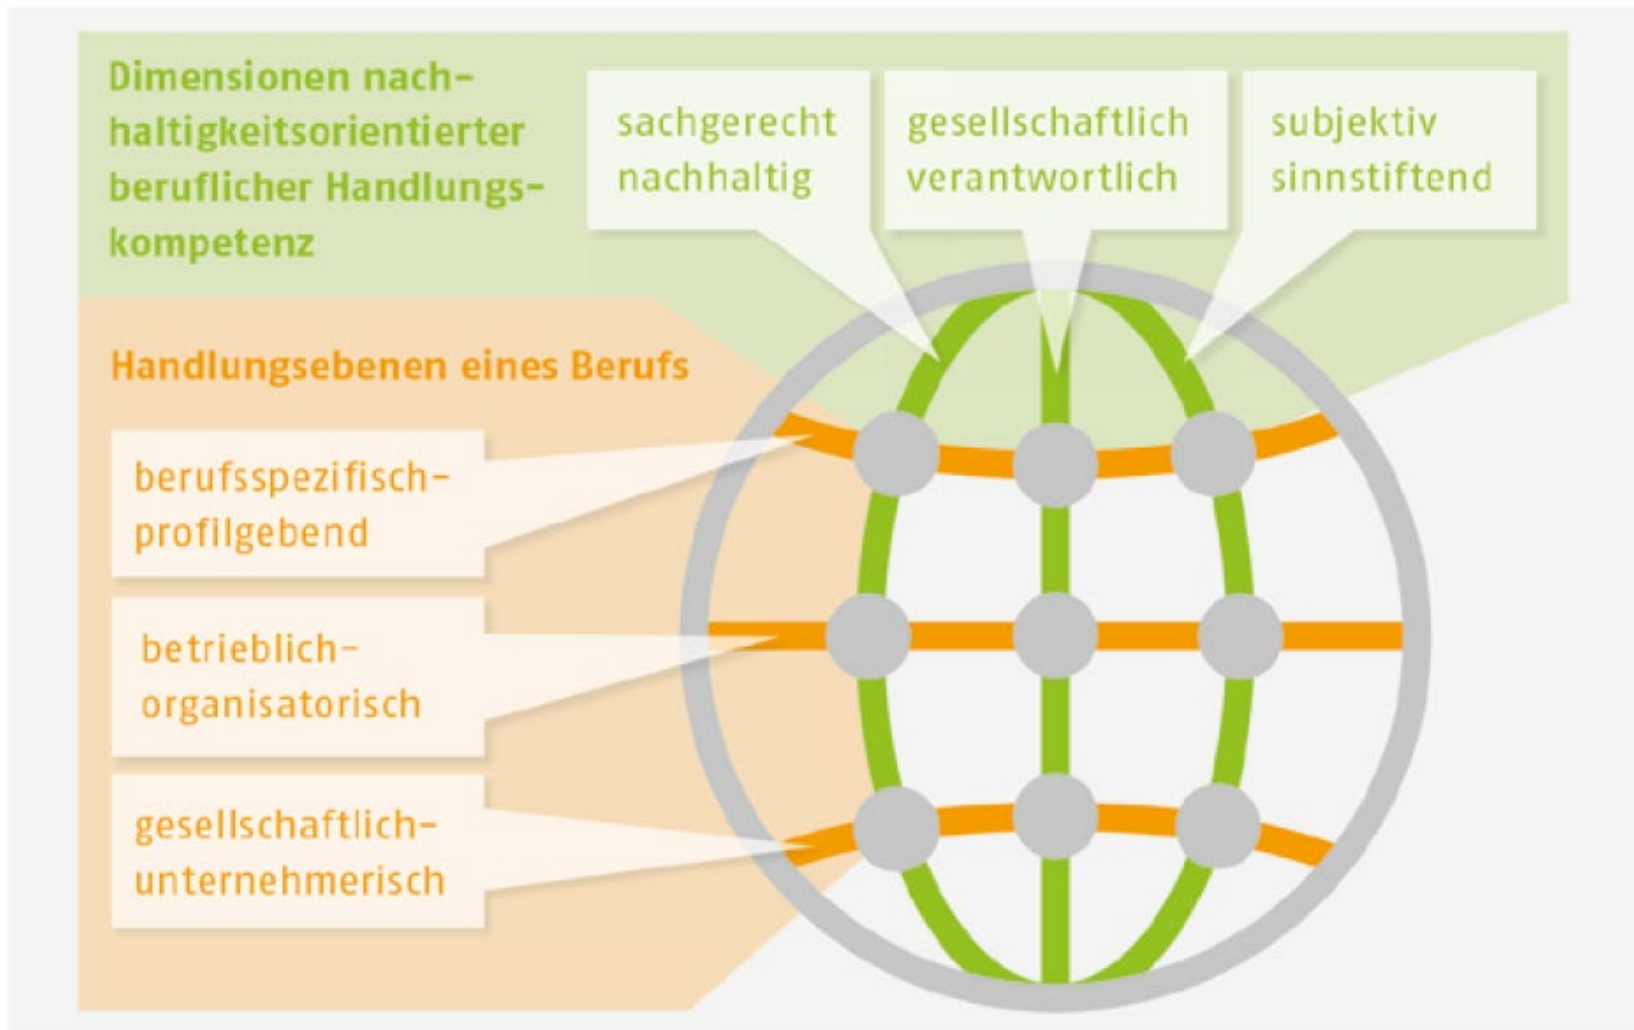 Dimensionen nach-
haltigkeitsorientierter
beruflicher Handlungs-
kompetenz
sachgerecht
nachhaltig
gesellschaftlich
verantwortlich
subjektiv
sinnstiftend
Handlungsebenen eines Berufs
berufsspezifisch-
profilgebend
betrieblich-
organisatorisch
gesellschaftlich-
unternehmerisch